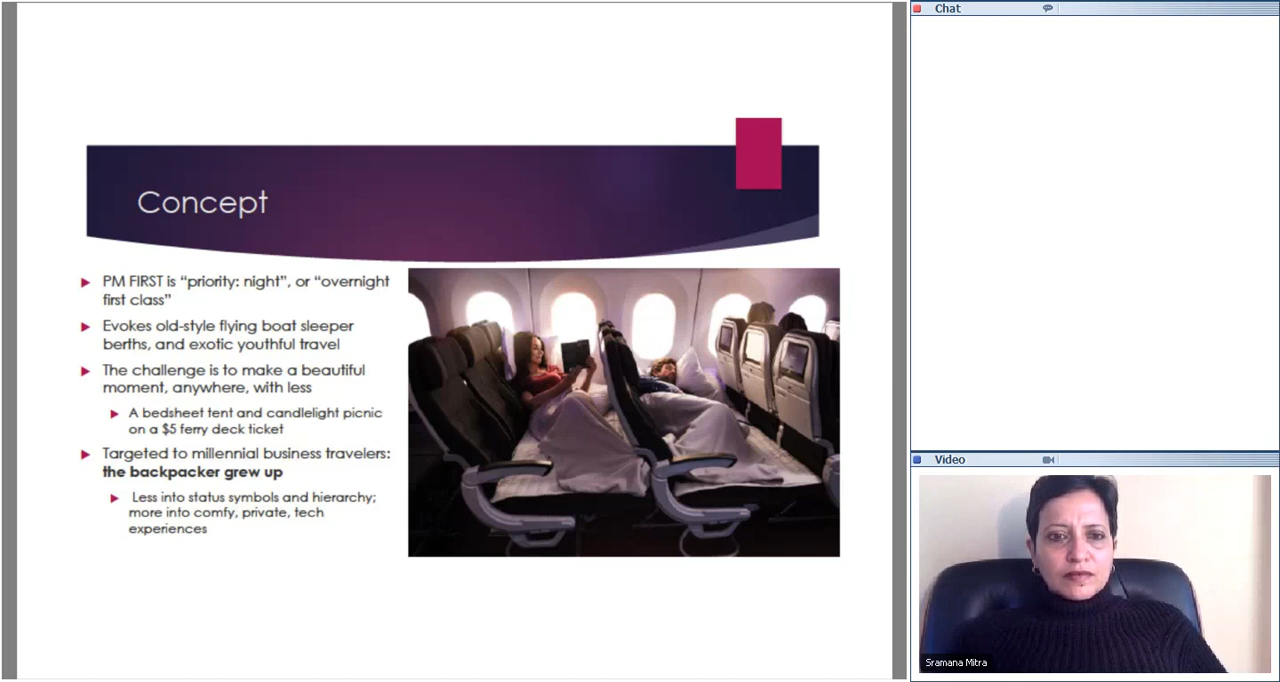 Chat
Concept
PM FIRST is “priority: night”, or “overnight
first class”
Evokes old-style flying boat sleeper
berths, and exotic youthful travel
The challenge is to make a beautiful
moment, anywhere, with less
A bedsheet tent and candlelight picnic
on a $5 ferry deck ticket
Targeted to millennial business travelers:
the backpacker grew up
Less into status symbols and hierarchy;
more into comfy, private, tech
experiences
Video
Sramana Mitra